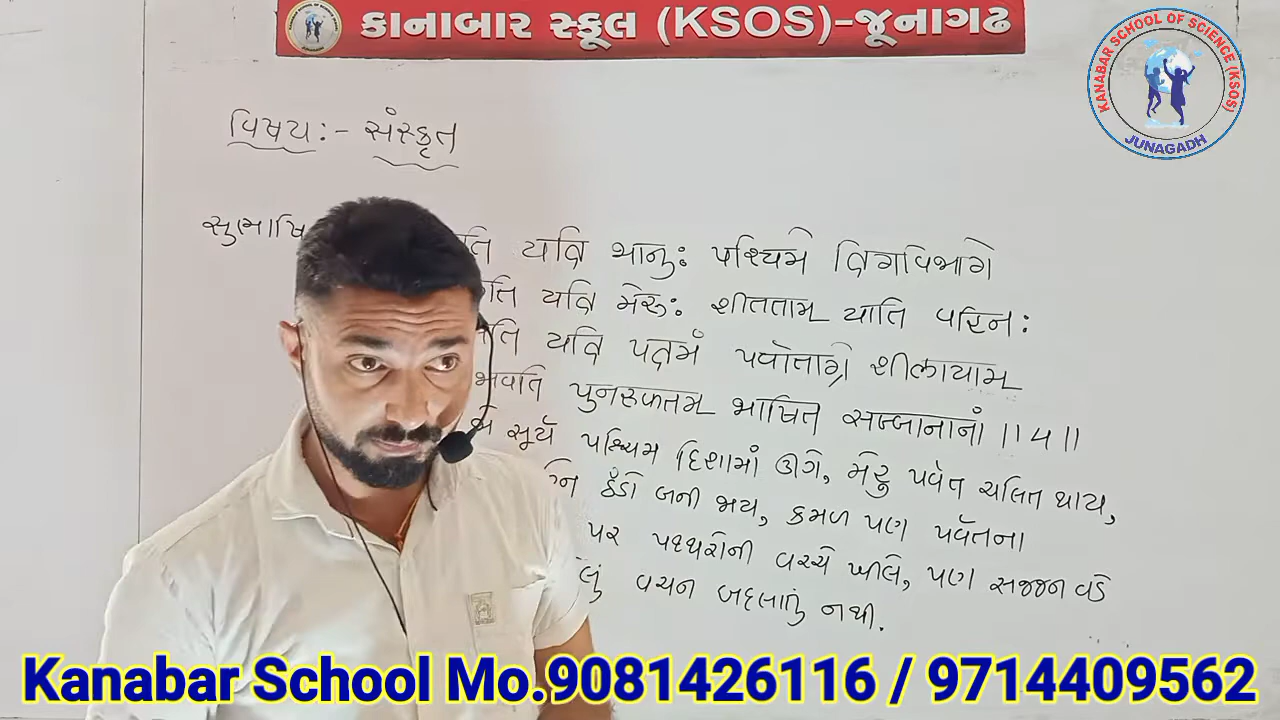 કાનાબાર સ્કૂલ (KSOS)-જૂનાગઢ
KANABAR SCHOOL OF SCIENCE (KSOS)
JUNAGADH
વિષય:- સંસ્કૃત
સુભાષિ
તિ યદિ ભાનુ: પશ્ચિમે દિગવિભાગે
તિ યદિ મેરુ: શીતતામ્ યાતિ વહ્નિ:
તિ યદિ પદ્મમં પર્વતાગ્રે શીલાયામ્
ભવતિ પુનરુકતમ્ ભાષિત સજ્જાનાનાં ||૫||
સૂર્ય પશ્ચિમ દિશામાં ઊગે, મેરુ પર્વત ચલિત થાય,
ઠંડો બની જાય, કમળ પણ પર્વતના
પર પથ્થરોની વચ્ચે ખીલે, પણ સજ્જન વડે
લું વચન બદલાતું નથી.
Kanabar School Mo.9081426116 / 9714409562